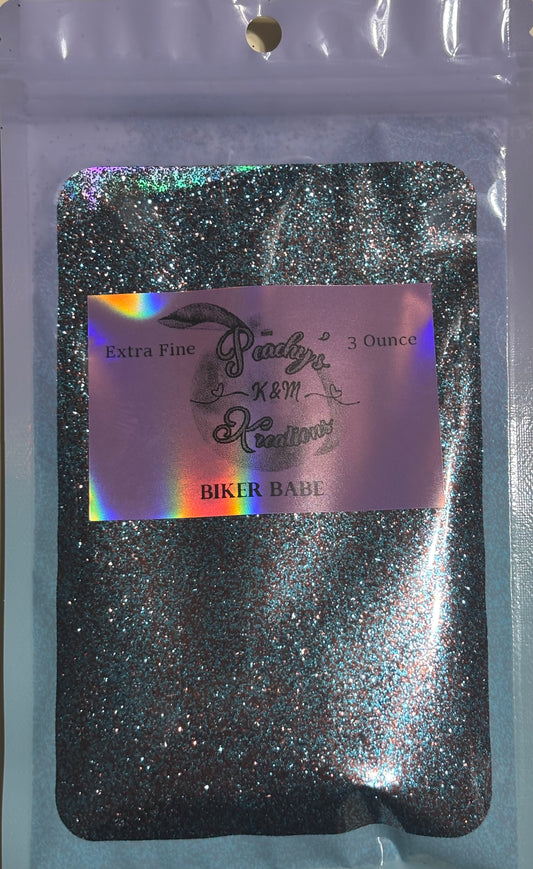 Extra Fine
Peachy's
3 Ounce
K&M
Kreations
BIKER BABE